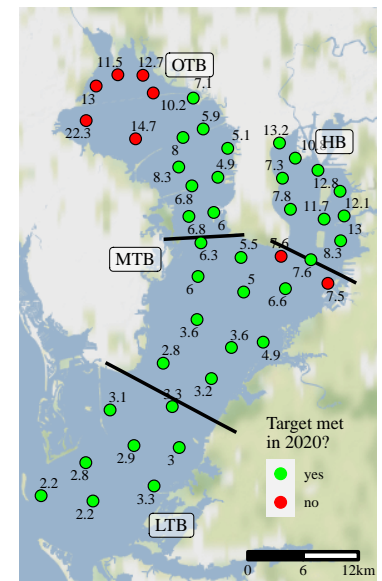 11.5 12.7
OTB
13 7.1
10.2
22.3 14.7 5.9
8 5.1 13.2 HB
8.3 4.9 7.3
12.8
6.8 7.8 11.7 12.1
6.8 6 13
MTB 6.3 5.5 7.6 8.3
7.6
6 5 6.6 7.5
3.6
2.8 3.6 4.9
3.2
3.1 3.3
Target met
in 2020?
2.9 3
2.8 yes
2.2 3.3 no
2.2
LTB
0 6 12km